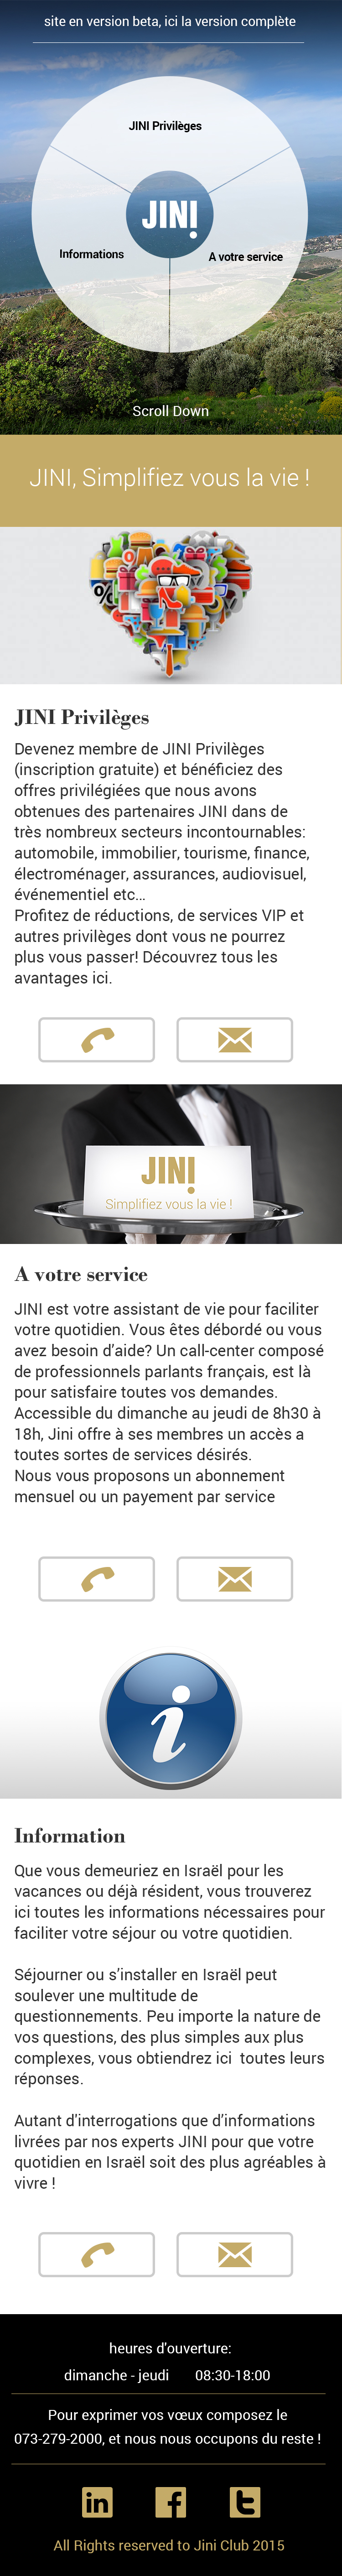 site en version beta, ici la version complète
JINI Privilèges
JINI
Informations
A votre service
Scroll Down
JINI, Simplifiez vous la vie !
%
JINI Privilèges
Devenez membre de JINI Privilèges
(inscription gratuite) et bénéficiez des
offres privilégiées que nous avons
obtenues des partenaires JINI dans de
très nombreux secteurs incontournables:
automobile, immobilier, tourisme, finance,
électroménager, assurances, audiovisuel,
événementiel etc...
Profitez de réductions, de services VIP et
autres privilèges dont vous ne pourrez
plus vous passer! Découvrez tous les
avantages ici.
JINI
Simplifiez vous la vie !
A votre service
JINI est votre assistant de vie pour faciliter
votre quotidien. Vous êtes débordé ou vous
avez besoin d’aide? Un call-center composé
de professionnels parlants français, est là
pour satisfaire toutes vos demandes.
Accessible du dimanche au jeudi de 8h30 à
18h, Jini offre à ses membres un accès a
toutes sortes de services désirés.
Nous vous proposons un abonnement
mensuel ou un payement par service
i
Information
Que vous demeuriez en Israël pour les
vacances ou déjà résident, vous trouverez
ici toutes les informations nécessaires pour
faciliter votre séjour ou votre quotidien.
Séjourner ou s’installer en Israël peut
soulever une multitude de
questionnements. Peu importe la nature de
vos questions, des plus simples aux plus
complexes, vous obtiendrez ici toutes leurs
réponses.
Autant d'interrogations que d’informations
livrées par nos experts JINI pour que votre
quotidien en Israël soit des plus agréables à
vivre !
heures d'ouverture:
dimanche - jeudi 08:30-18:00
Pour exprimer vos vœux composez le
073-279-2000, et nous nous occupons du reste !
in f t
All Rights reserved to Jini Club 2015